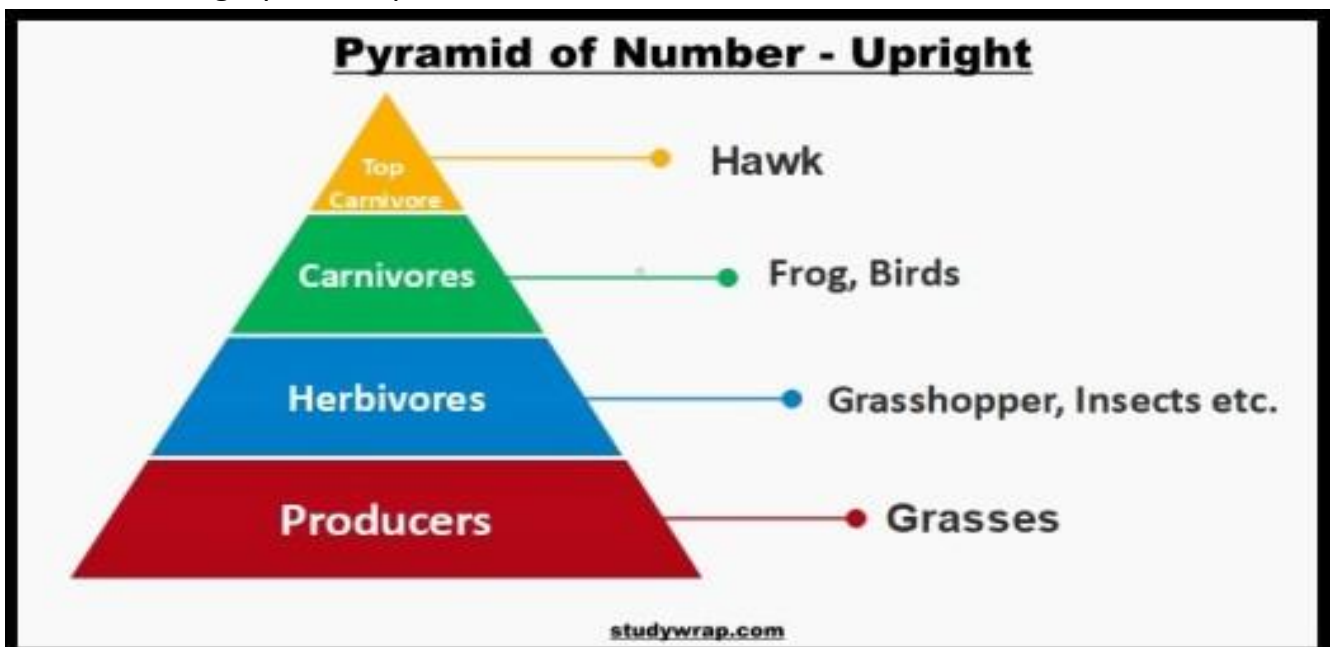 Pyramid of Number - Upright
Top
Carnivore
Hawk
Carnivores
Frog, Birds
Herbivores
Grasshopper, Insects etc.
Producers
Grasses
studywrap.com